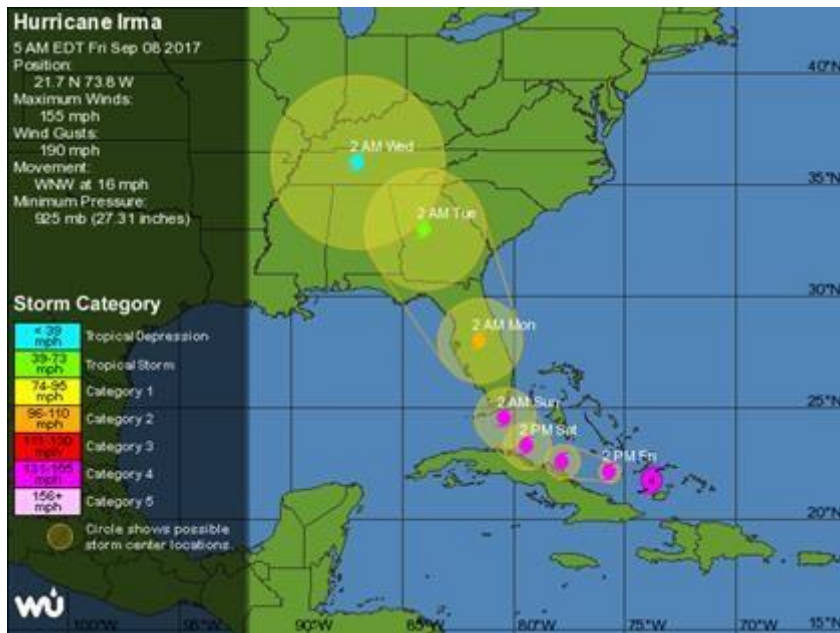 Hurricane Irma
5 AM EDT Fri Sep 08 2017
Position:
21.7 N 73.8 W
Maximum Winds:
155 mph
Wind Gusts:
190 mph
Movement:
WNW at 16 mph
Minimum Pressure:
925 mb (27.31 inches)
40°N
2 AM Wed
35°N
2 AM Tue
30°N
2 AM Mon
25°N
2 AM Sun
2 PM Sat
2 PM Fri
20°N
Storm Category
< 39 mph Tropical Depression
39-73 mph Tropical Storm
74-95 mph Category 1
96-110 mph Category 2
111-130 mph Category 3
131-155 mph Category 4
156+ mph Category 5
Circle shows possible
storm center locations.
wu
100°W 95°W 90°W 85°W 80°W 75°W 70°W 15°N